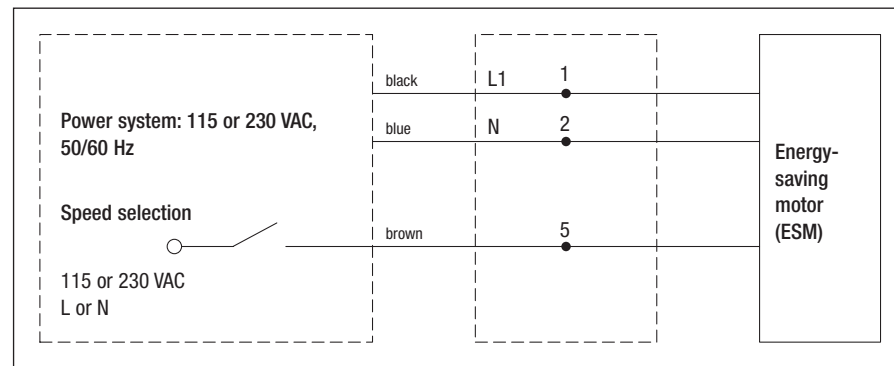 black
L1
1
Power system: 115 or 230 VAC,
50/60 Hz
blue
N
2
Energy-
saving
motor
(ESM)
Speed selection
brown
5
115 or 230 VAC
L or N